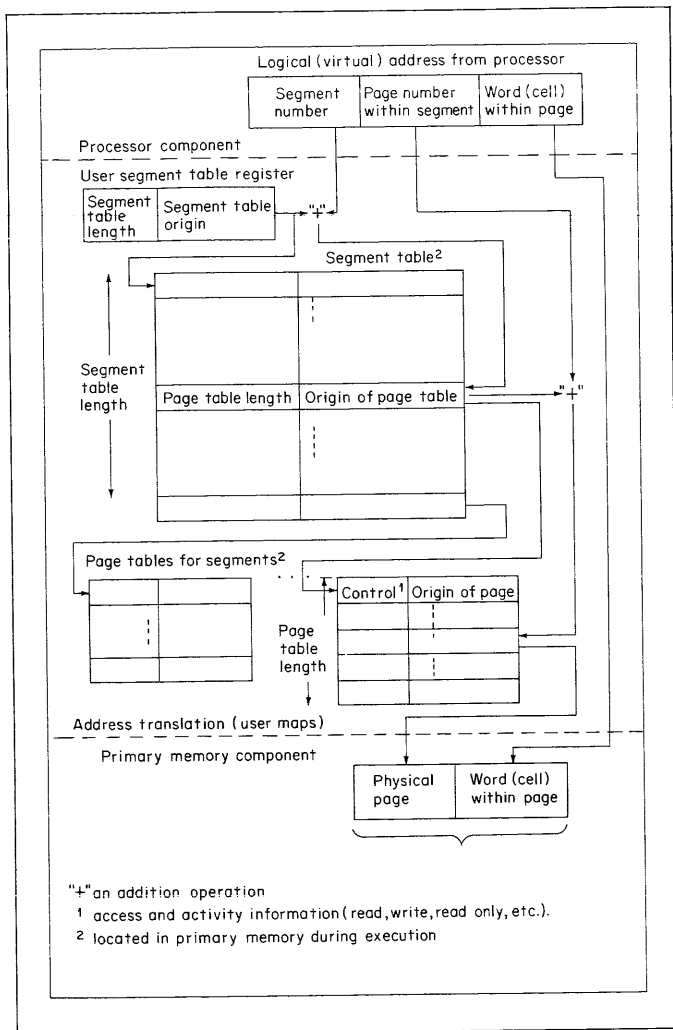 Logical (virtual) address from processor
Segment number
Page number within segment
Word (cell) within page
Processor component
User segment table register
Segment table length
Segment table origin
"+"
Segment table2
Segment table length
Page table length
Origin of page table
"+"
Page tables for segments2
. . .
Control1
Origin of page
Page table length
Address translation (user maps)
Primary memory component
Physical page
Word (cell) within page
"+" an addition operation
1 access and activity information (read, write, read only, etc.).
2 located in primary memory during execution